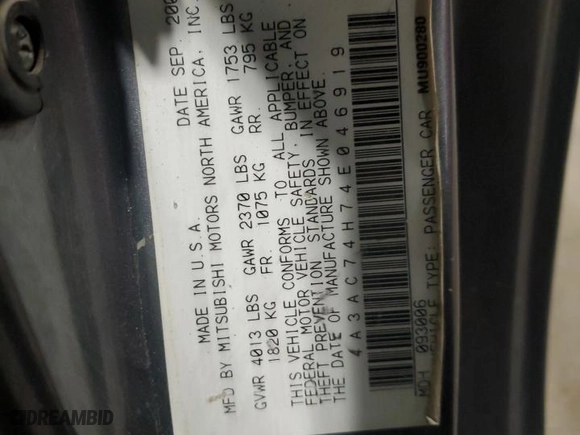 MADE IN U.S.A. DATE SEP.
MFD BY MITSUBISHI MOTORS NORTH AMERICA, INC.
GVWR 4013 LBS GAWR 2370 LBS GAWR 1753 LBS
1820 KG FR. 1075 KG RR. 795 KG
THIS VEHICLE CONFORMS TO ALL APPLICABLE
FEDERAL MOTOR VEHICLE SAFETY, BUMPER, AND
THEFT PREVENTION STANDARDS IN EFFECT ON
THE DATE OF MANUFACTURE SHOWN ABOVE.
4A3AC74H74E046919
VEHICLE TYPE: PASSENGER CAR MU900280
MDH 093006
BIDREAMBID